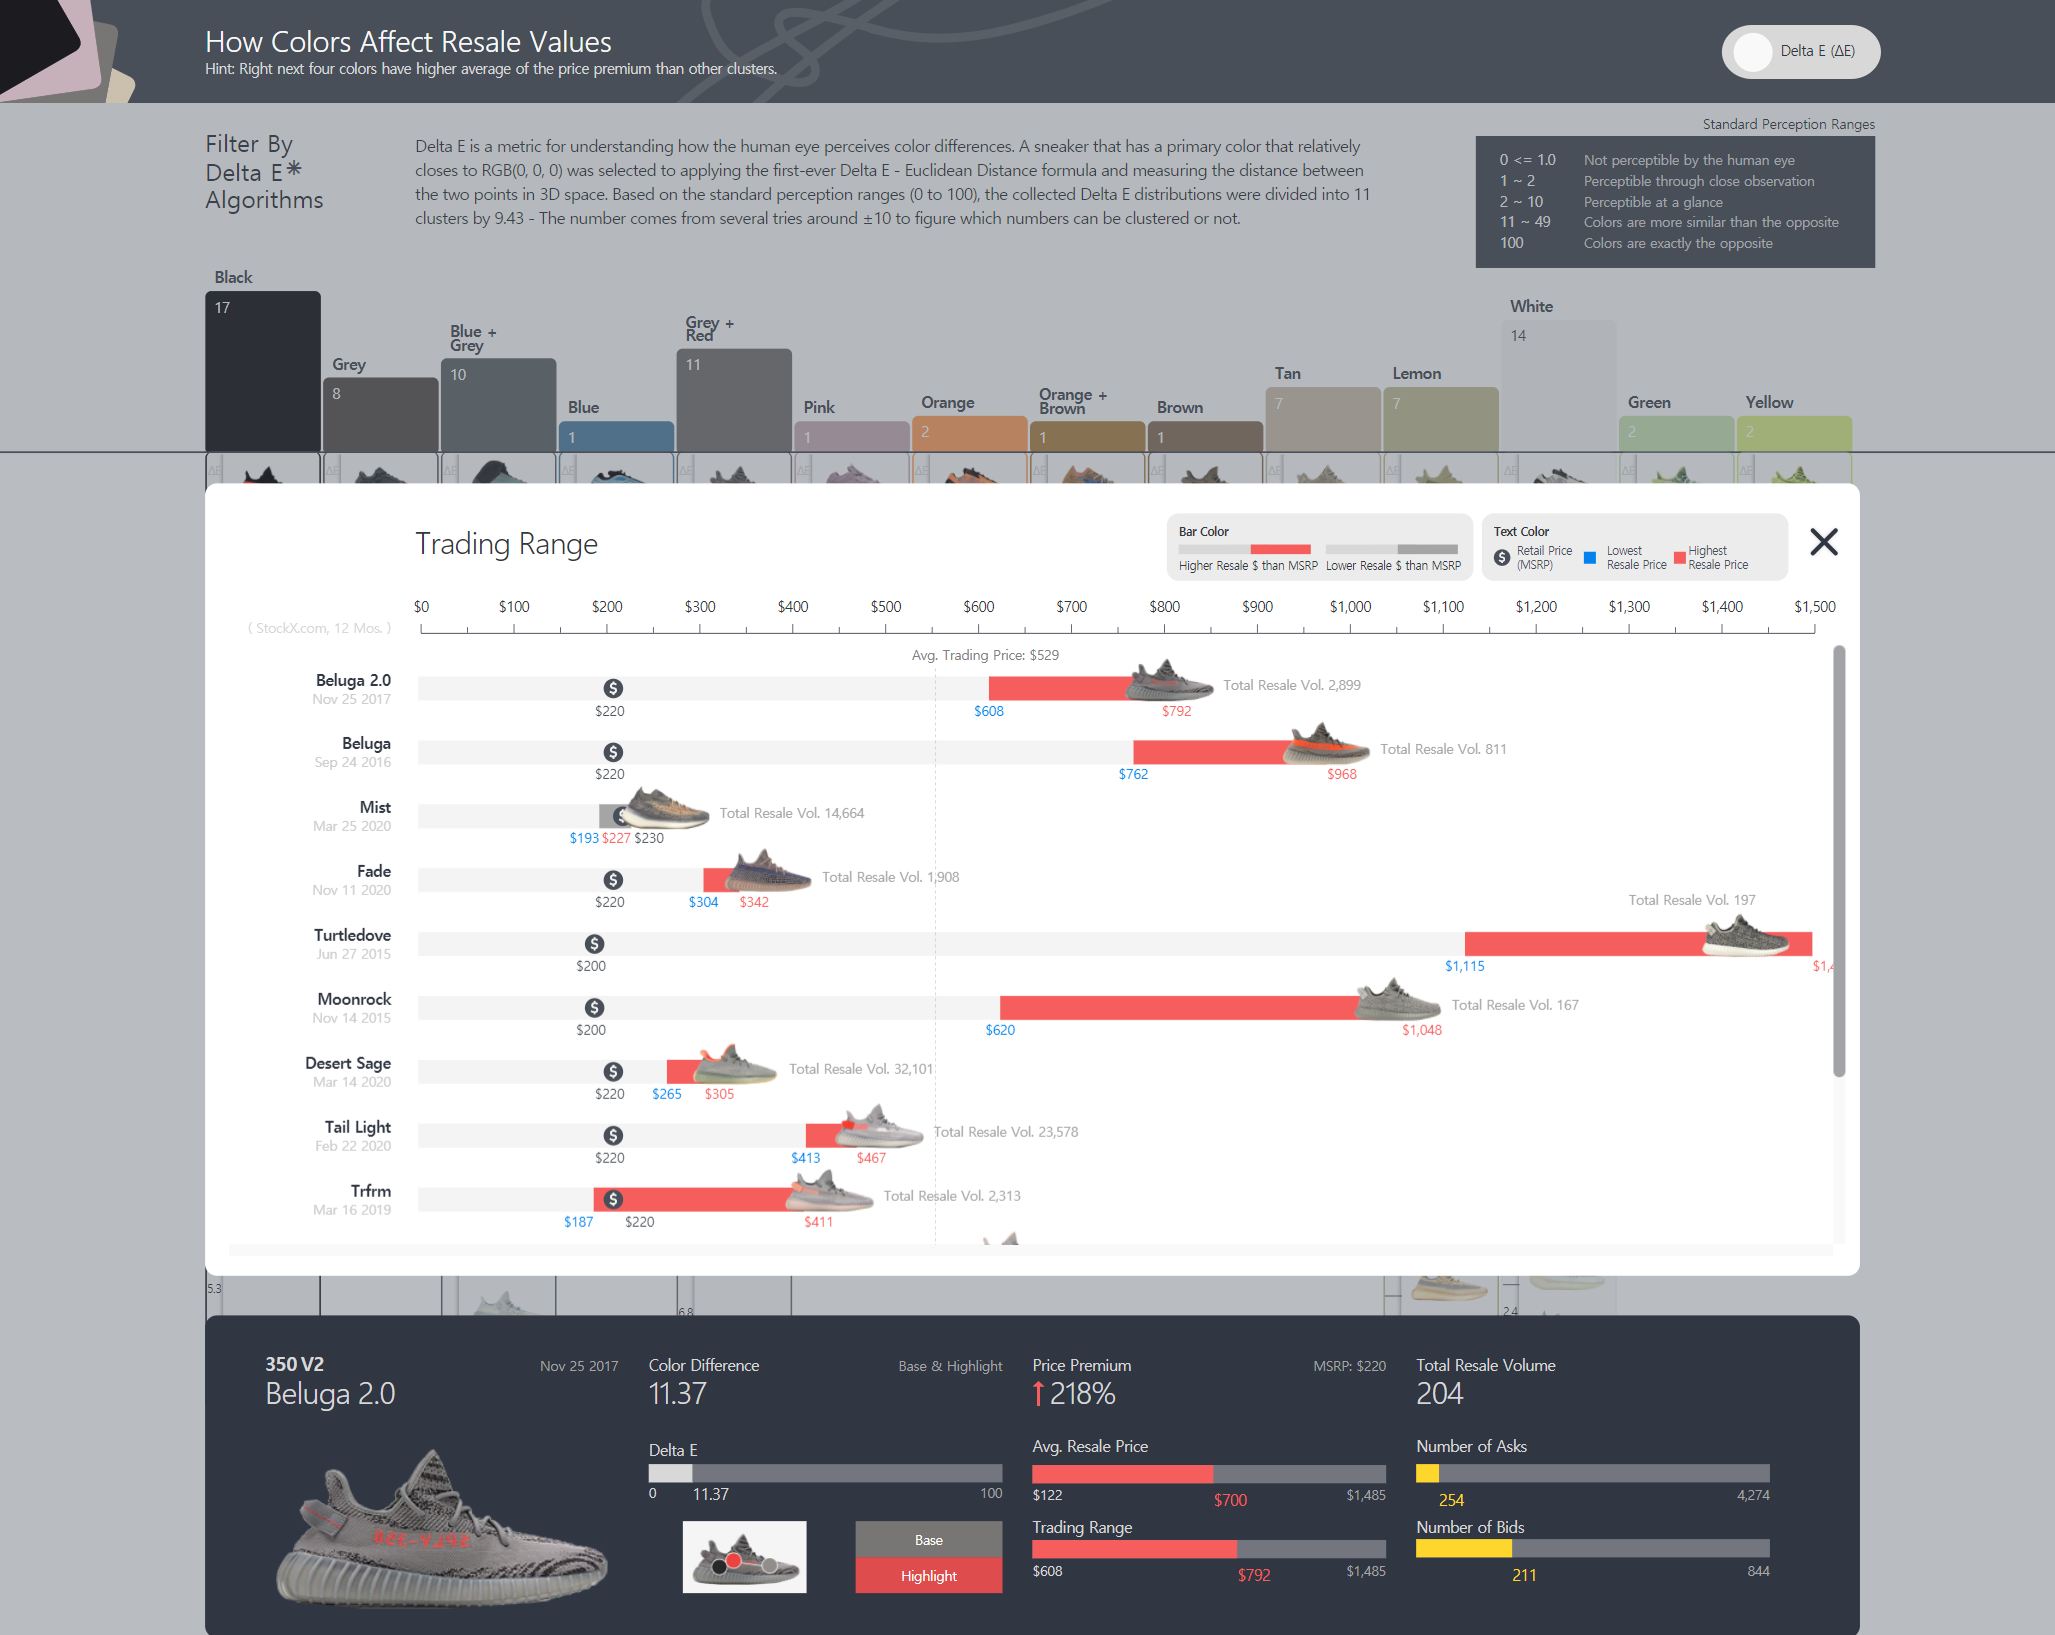 How Colors Affect Resale Values
Hint: Right next four colors have higher average of the price premium than other clusters.
Delta E (ΔE)
Filter By
Delta E*
Algorithms
Delta E is a metric for understanding how the human eye perceives color differences. A sneaker that has a primary color that relatively
closes to RGB(0, 0, 0) was selected to applying the first-ever Delta E - Euclidean Distance formula and measuring the distance between
the two points in 3D space. Based on the standard perception ranges (0 to 100), the collected Delta E distributions were divided into 11
clusters by 9.43 - The number comes from several tries around ±10 to figure which numbers can be clustered or not.
Standard Perception Ranges
0 <= 1.0 Not perceptible by the human eye
1 ~ 2 Perceptible through close observation
2 ~ 10 Perceptible at a glance
11 ~ 49 Colors are more similar than the opposite
100 Colors are exactly the opposite
Black
17
Grey
8
Blue +
Grey
10
Blue
1
Grey +
Red
11
Pink
1
Orange
2
Orange +
Brown
1
Brown
1
Tan
7
Lemon
7
White
14
Green
2
Yellow
2
ΔE ΔE ΔE ΔE ΔE ΔE ΔE ΔE ΔE ΔE ΔE ΔE ΔE ΔE
Trading Range
Bar Color
Higher Resale $ than MSRP Lower Resale $ than MSRP
Text Color
$ Retail Price
(MSRP)
Lowest
Resale Price
Highest
Resale Price
( StockX.com, 12 Mos. )
$0 $100 $200 $300 $400 $500 $600 $700 $800 $900 $1,000 $1,100 $1,200 $1,300 $1,400 $1,500
Avg. Trading Price: $529
Beluga 2.0
Nov 25 2017
$
Total Resale Vol. 2,899
$220 $608 $792
Beluga
Sep 24 2016
$
Total Resale Vol. 811
$220 $762 $968
Mist
Mar 25 2020
$
Total Resale Vol. 14,664
$193 $227 $230
Fade
Nov 11 2020
$
Total Resale Vol. 1,908
$220 $304 $342
Turtledove
Jun 27 2015
$
Total Resale Vol. 197
$200 $1,115
Moonrock
Nov 14 2015
$
Total Resale Vol. 167
$200 $620 $1,048
Desert Sage
Mar 14 2020
$
Total Resale Vol. 32,101
$220 $265 $305
Tail Light
Feb 22 2020
$
Total Resale Vol. 23,578
$220 $413 $467
Trfrm
Mar 16 2019
$
Total Resale Vol. 2,313
$187 $220 $411
5.3
6.8
2.4
350 V2
Nov 25 2017
Beluga 2.0
Color Difference
Base & Highlight
11.37
Delta E
0 11.37 100
Base
Highlight
Price Premium
MSRP: $220
↑218%
Avg. Resale Price
$122 $700 $1,485
Trading Range
$608 $792 $1,485
Total Resale Volume
204
Number of Asks
254 4,274
Number of Bids
211 844